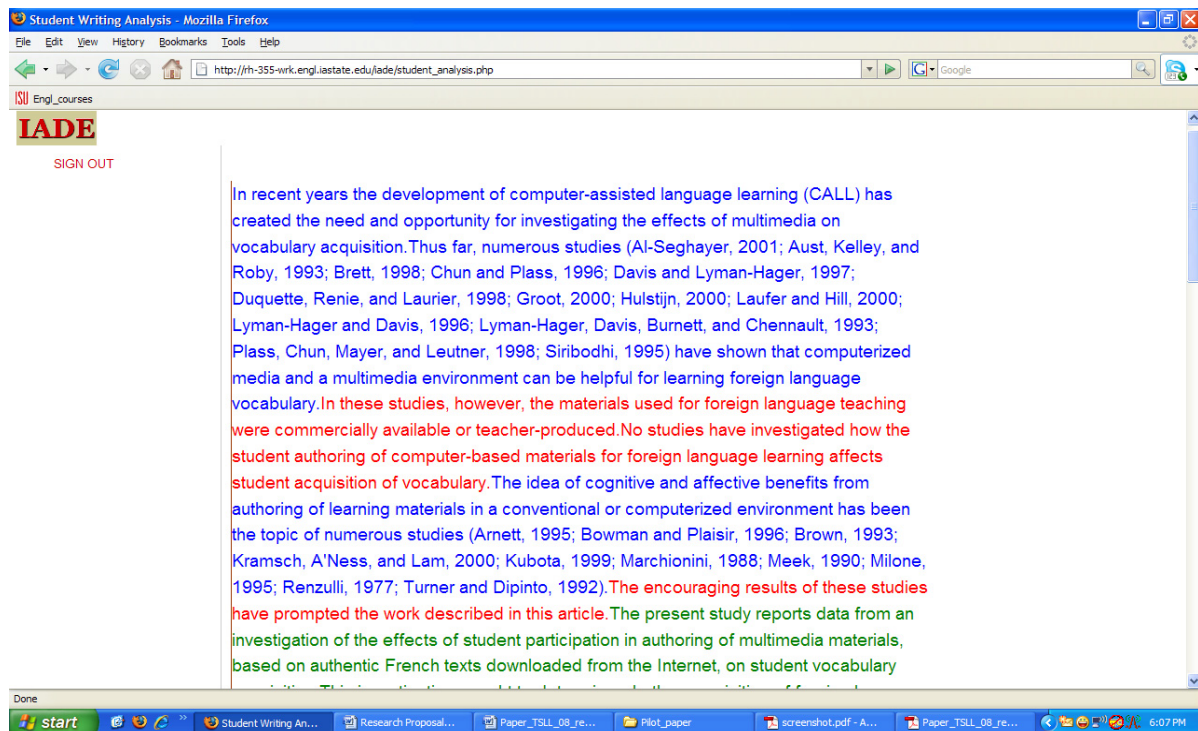 Student Writing Analysis - Mozilla Firefox
File Edit View History Bookmarks Tools Help
http://rh-355-wrk.engl.iastate.edu/iade/student_analysis.php
G Google
ISU Engl_courses
IADE
SIGN OUT
In recent years the development of computer-assisted language learning (CALL) has
created the need and opportunity for investigating the effects of multimedia on
vocabulary acquisition.Thus far, numerous studies (Al-Seghayer, 2001; Aust, Kelley, and
Roby, 1993; Brett, 1998; Chun and Plass, 1996; Davis and Lyman-Hager, 1997;
Duquette, Renie, and Laurier, 1998; Groot, 2000; Hulstijn, 2000; Laufer and Hill, 2000;
Lyman-Hager and Davis, 1996; Lyman-Hager, Davis, Burnett, and Chennault, 1993;
Plass, Chun, Mayer, and Leutner, 1998; Siribodhi, 1995) have shown that computerized
media and a multimedia environment can be helpful for learning foreign language
vocabulary.In these studies, however, the materials used for foreign language teaching
were commercially available or teacher-produced.No studies have investigated how the
student authoring of computer-based materials for foreign language learning affects
student acquisition of vocabulary.The idea of cognitive and affective benefits from
authoring of learning materials in a conventional or computerized environment has been
the topic of numerous studies (Arnett, 1995; Bowman and Plaisir, 1996; Brown, 1993;
Kramsch, A'Ness, and Lam, 2000; Kubota, 1999; Marchionini, 1988; Meek, 1990; Milone,
1995; Renzulli, 1977; Turner and Dipinto, 1992).The encouraging results of these studies
have prompted the work described in this article.The present study reports data from an
investigation of the effects of student participation in authoring of multimedia materials,
based on authentic French texts downloaded from the Internet, on student vocabulary
Done
start Student Writing An... Research Proposal... Paper_TSLL_08_re... Pilot_paper screenshot.pdf - A... Paper_TSLL_08_re... 6:07 PM